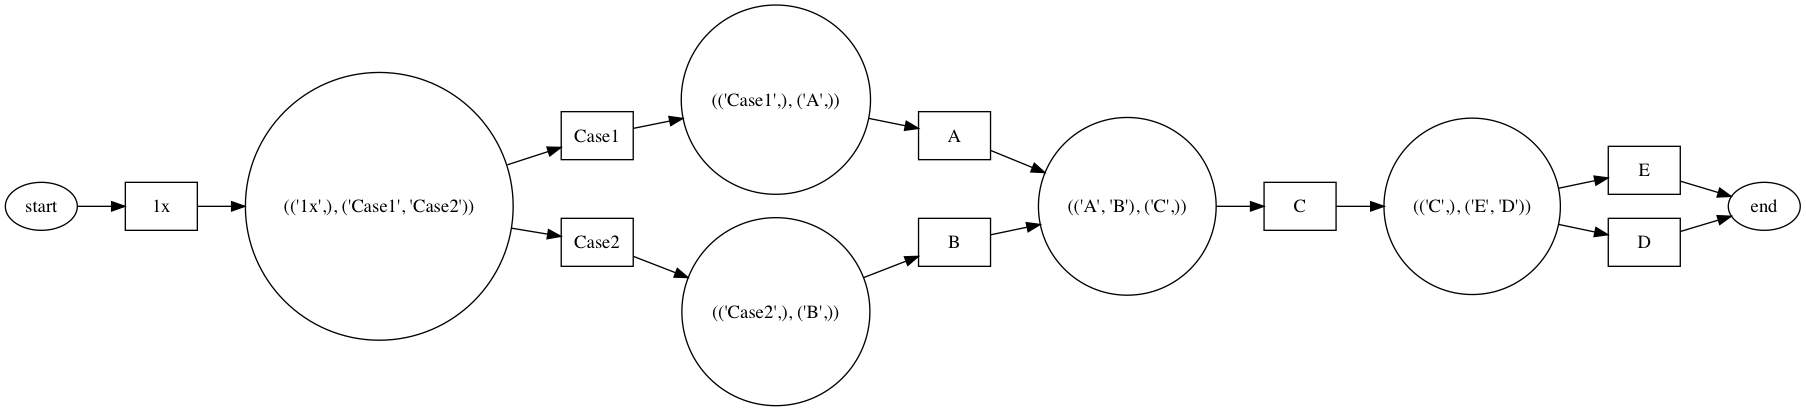 start
1x
(('1x',), ('Case1', 'Case2'))
Case1
Case2
(('Case1',), ('A',))
(('Case2',), ('B',))
A
B
(('A', 'B'), ('C',))
C
(('C',), ('E', 'D'))
E
D
end